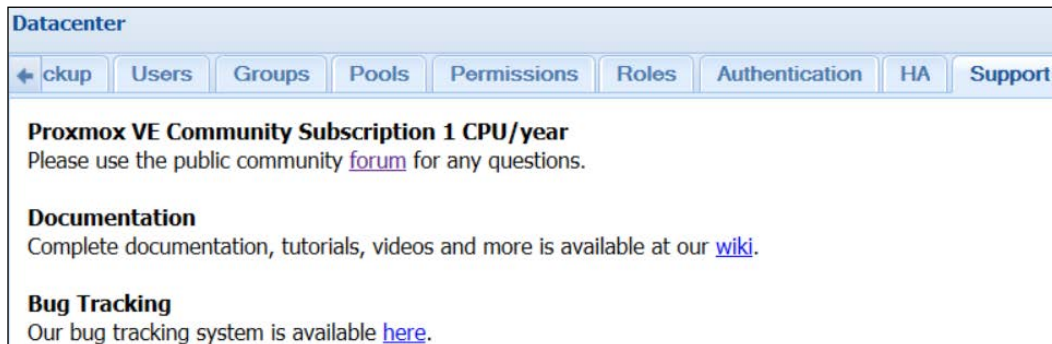 Datacenter
ckup Users Groups Pools Permissions Roles Authentication HA Support
Proxmox VE Community Subscription 1 CPU/year
Please use the public community forum for any questions.
Documentation
Complete documentation, tutorials, videos and more is available at our wiki.
Bug Tracking
Our bug tracking system is available here.